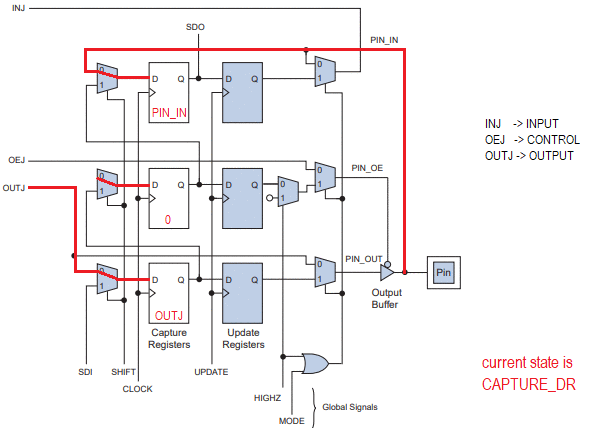 INJ
SDO
PIN_IN
0
1
D Q
PIN_IN
D Q
0
1
INJ -> INPUT
OEJ -> CONTROL
OUTJ -> OUTPUT
OEJ
OUTJ
0
1
D Q
0
D Q
0
1
0
1
PIN_OE
0
1
D Q
OUTJ
D Q
0
1
PIN_OUT
Pin
Output
Buffer
Capture
Registers
Update
Registers
SDI
SHIFT
UPDATE
CLOCK
HIGHZ
MODE
Global Signals
current state is
CAPTURE_DR